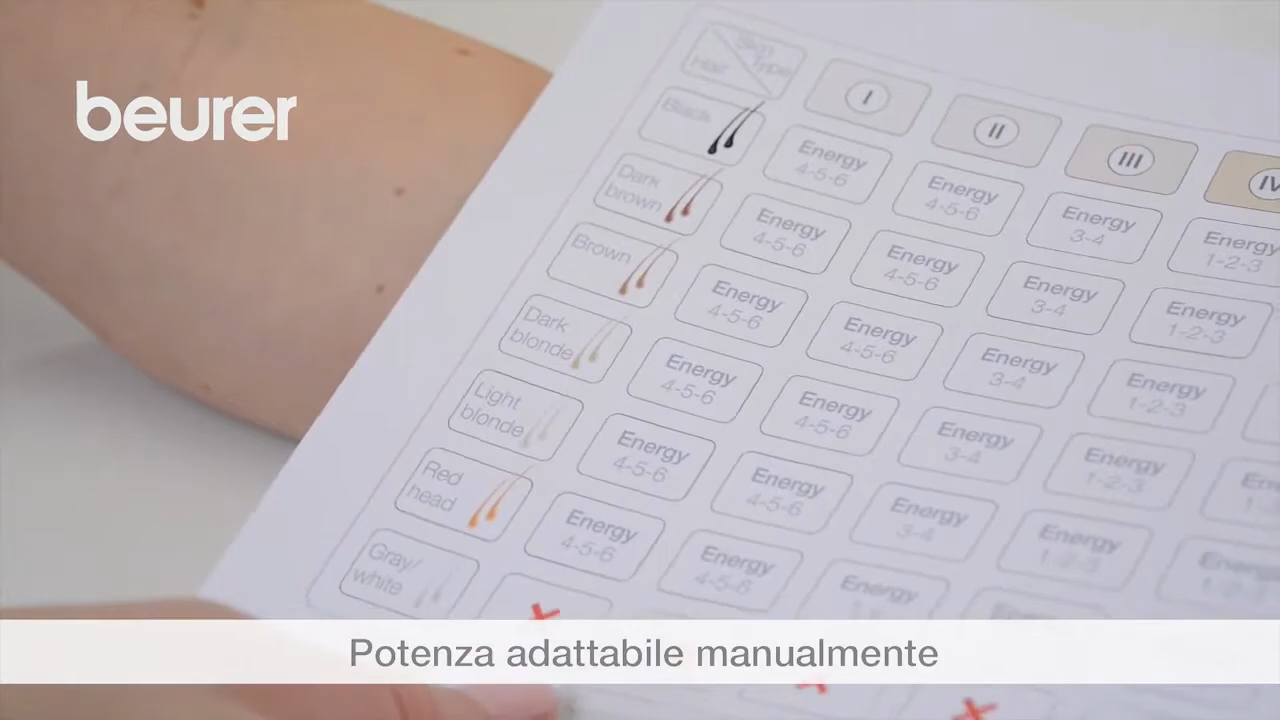 beurer
Skin
Type
Hair
I
II
III
IV
Black
Energy
4-5-6
Energy
4-5-6
Energy
3-4
Energy
1-2-3
Dark
brown
Energy
4-5-6
Energy
4-5-6
Energy
3-4
Energy
1-2-3
Brown
Energy
4-5-6
Energy
4-5-6
Energy
3-4
Energy
1-2-3
Dark
blonde
Energy
4-5-6
Energy
4-5-6
Energy
3-4
Energy
1-2-3
Light
blonde
Energy
4-5-6
Energy
4-5-6
Energy
3-4
Energy
1-2-3
Red
head
Energy
4-5-6
Energy
4-5-6
Energy
Gray/
white
Potenza adattabile manualmente